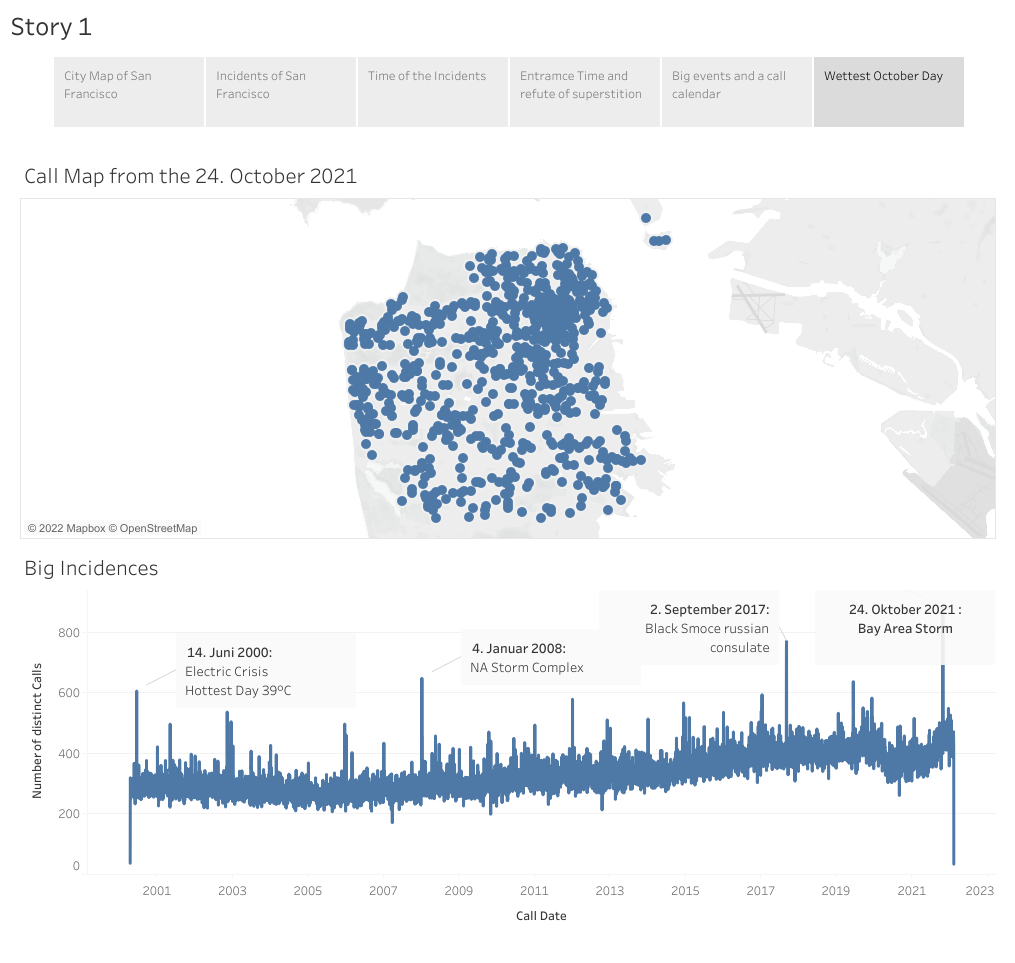 Story 1
City Map of San
Francisco
Incidents of San
Francisco
Time of the Incidents
Entramce Time and
refute of superstition
Big events and a call
calendar
Wettest October Day
Call Map from the 24. October 2021
© 2022 Mapbox © OpenStreetMap
Big Incidences
14. Juni 2000:
Electric Crisis
Hottest Day 39ºC
4. Januar 2008:
NA Storm Complex
2. September 2017:
Black Smoce russian
consulate
24. Oktober 2021 :
Bay Area Storm
Number of distinct Calls
800
600
400
200
0
2001
2003
2005
2007
2009
2011
2013
2015
2017
2019
2021
2023
Call Date